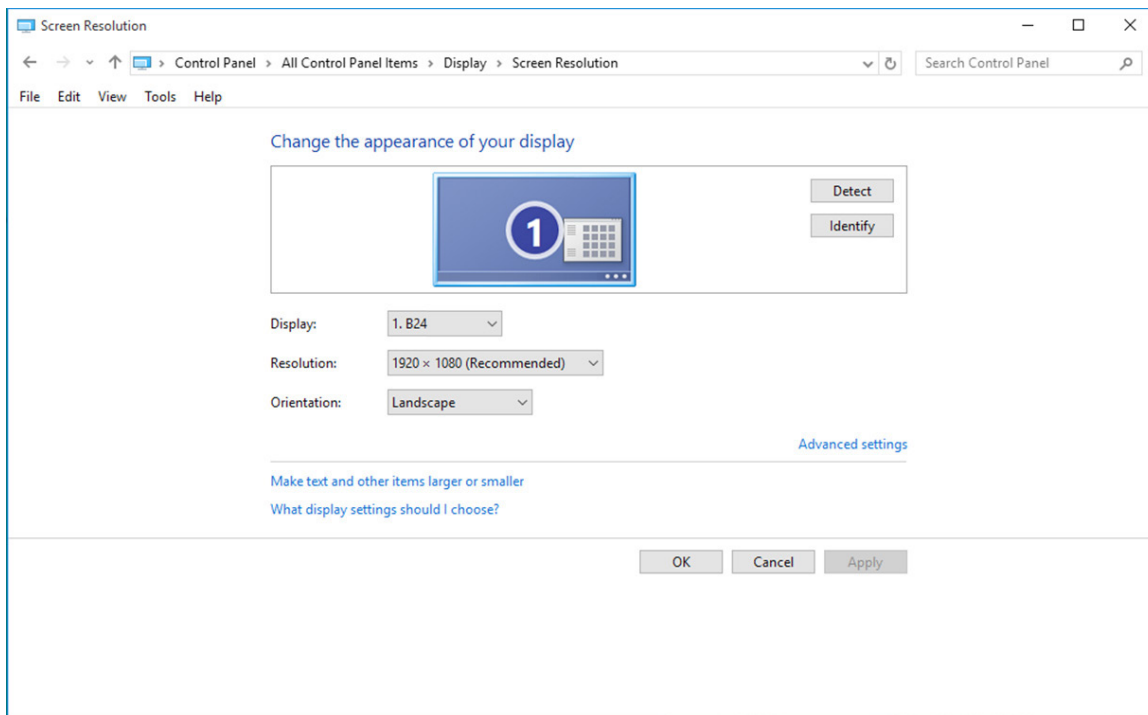 Screen Resolution
Control Panel > All Control Panel Items > Display > Screen Resolution
Search Control Panel
File Edit View Tools Help
Change the appearance of your display
1
Detect
Identify
Display: 1. B24
Resolution: 1920 × 1080 (Recommended)
Orientation: Landscape
Advanced settings
Make text and other items larger or smaller
What display settings should I choose?
OK Cancel Apply